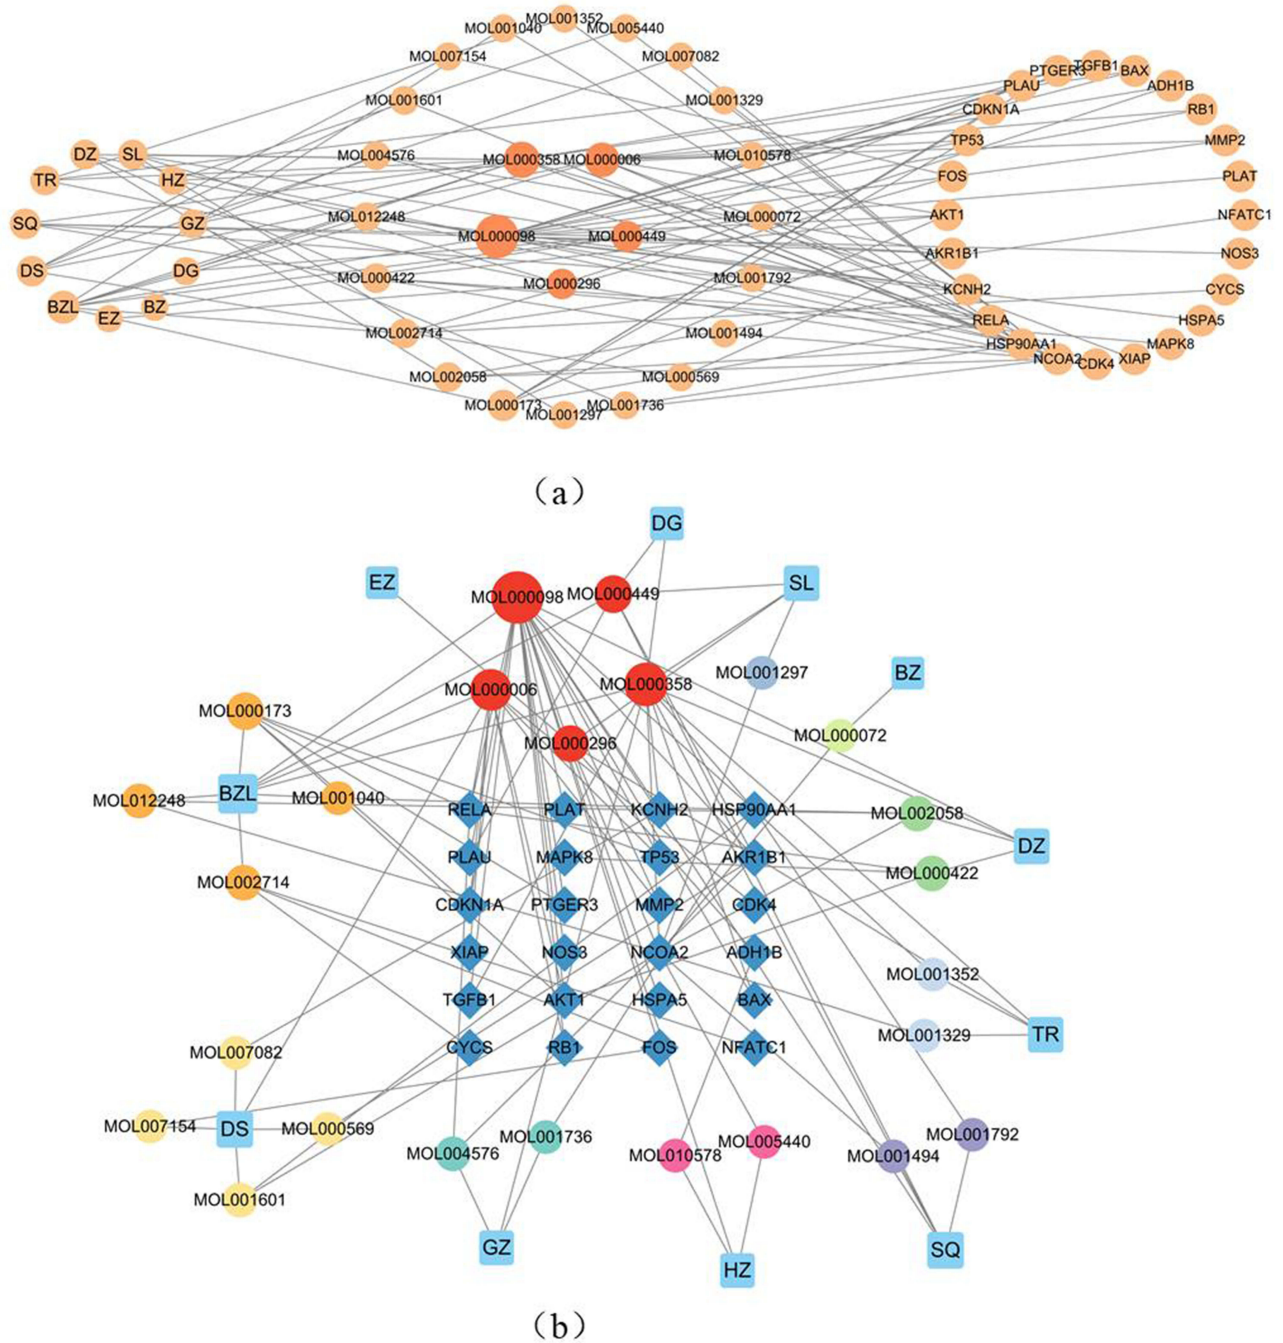 MOL001352
MOL001040
MOL005440
MOL007154
MOL007082
MOL001601
MOL001329
PTGER3
TGFB1
BAX
PLAU
ADH1B
CDKN1A
RB1
TP53
MMP2
DZ
SL
MOL004576
MOL000358
MOL000006
MOL010578
TR
HZ
FOS
PLAT
SQ
GZ
MOL012248
MOL000098
MOL000449
MOL000072
AKT1
NFATC1
AKR1B1
NOS3
DS
DG
MOL000422
MOL000296
MOL001792
KCNH2
CYCS
BZL
EZ
BZ
RELA
HSPA5
MOL002714
MOL001494
HSP90AA1
MAPK8
NCOA2
CDK4
XIAP
MOL002058
MOL000569
MOL000173
MOL001297
MOL001736
(a)
DG
EZ
SL
MOL000098
MOL000449
MOL000006
MOL000358
MOL001297
BZ
MOL000173
MOL000296
MOL000072
MOL012248
BZL
MOL001040
RELA
PLAT
KCNH2
HSP90AA1
MOL002058
DZ
PLAU
MAPK8
TP53
AKR1B1
MOL000422
MOL002714
CDKN1A
PTGER3
MMP2
CDK4
XIAP
NOS3
NCOA2
ADH1B
MOL001352
TGFB1
AKT1
HSPA5
BAX
MOL001329
TR
CYCS
RB1
FOS
NFATC1
MOL007082
MOL007154
DS
MOL000569
MOL004576
MOL001736
MOL010578
MOL005440
MOL001494
MOL001792
MOL001601
GZ
HZ
SQ
(b)